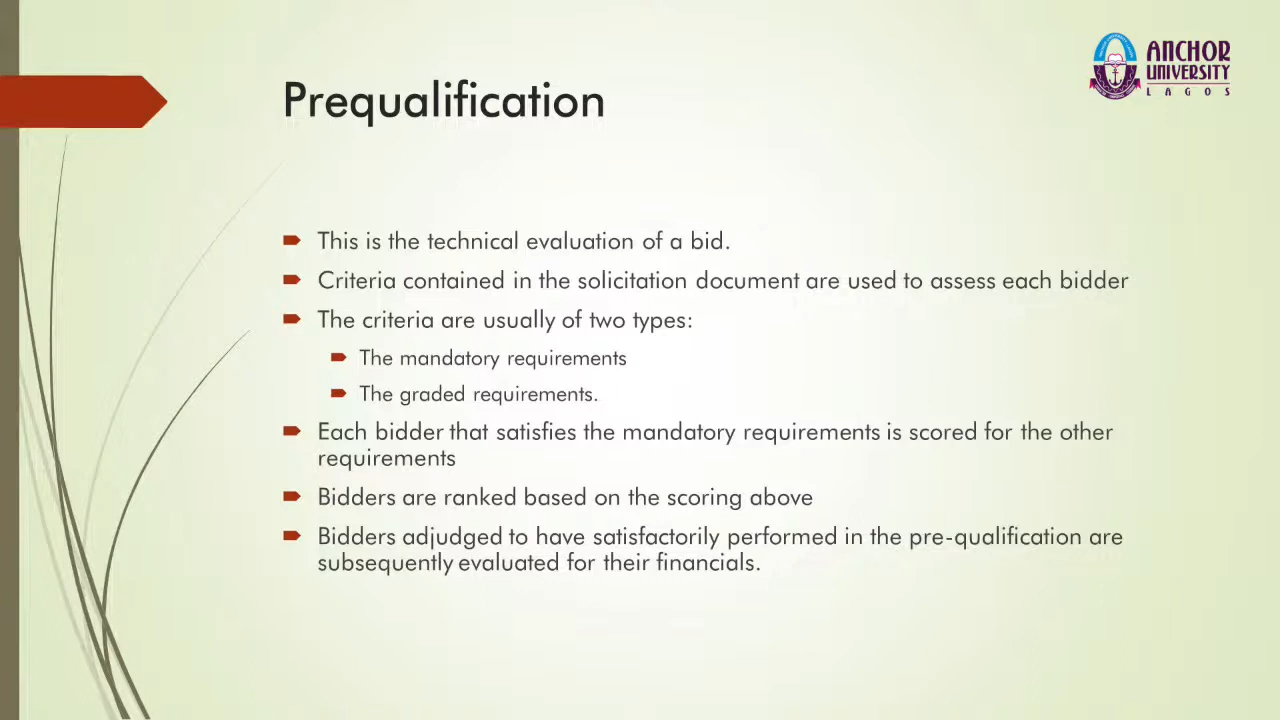 ANCHOR
UNIVERSITY
LAGOS
Prequalification
This is the technical evaluation of a bid.
Criteria contained in the solicitation document are used to assess each bidder
The criteria are usually of two types:
The mandatory requirements
The graded requirements.
Each bidder that satisfies the mandatory requirements is scored for the other
requirements
Bidders are ranked based on the scoring above
Bidders adjudged to have satisfactorily performed in the pre-qualification are
subsequently evaluated for their financials.